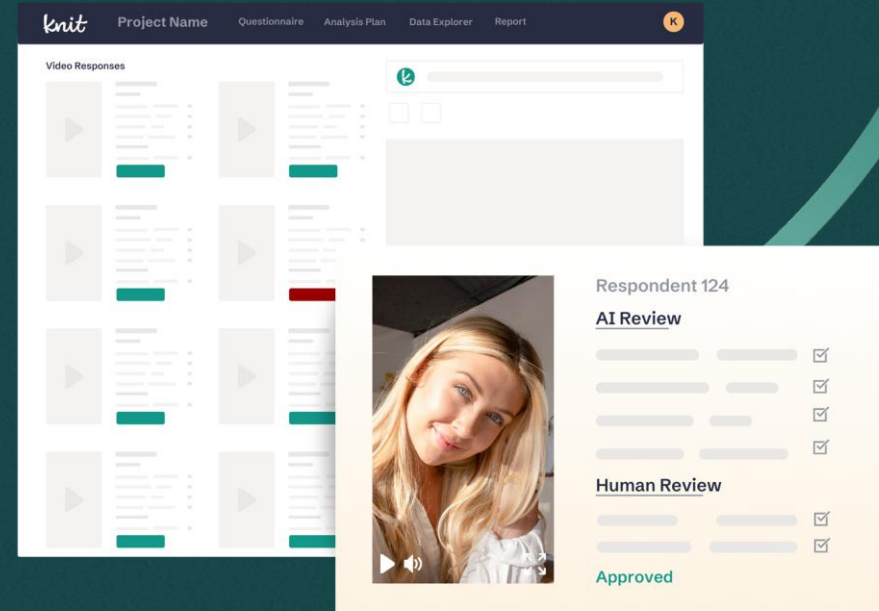 knit Project Name Questionnaire Analysis Plan Data Explorer Report K
Video Responses
k
Respondent 124
AI Review
Human Review
Approved